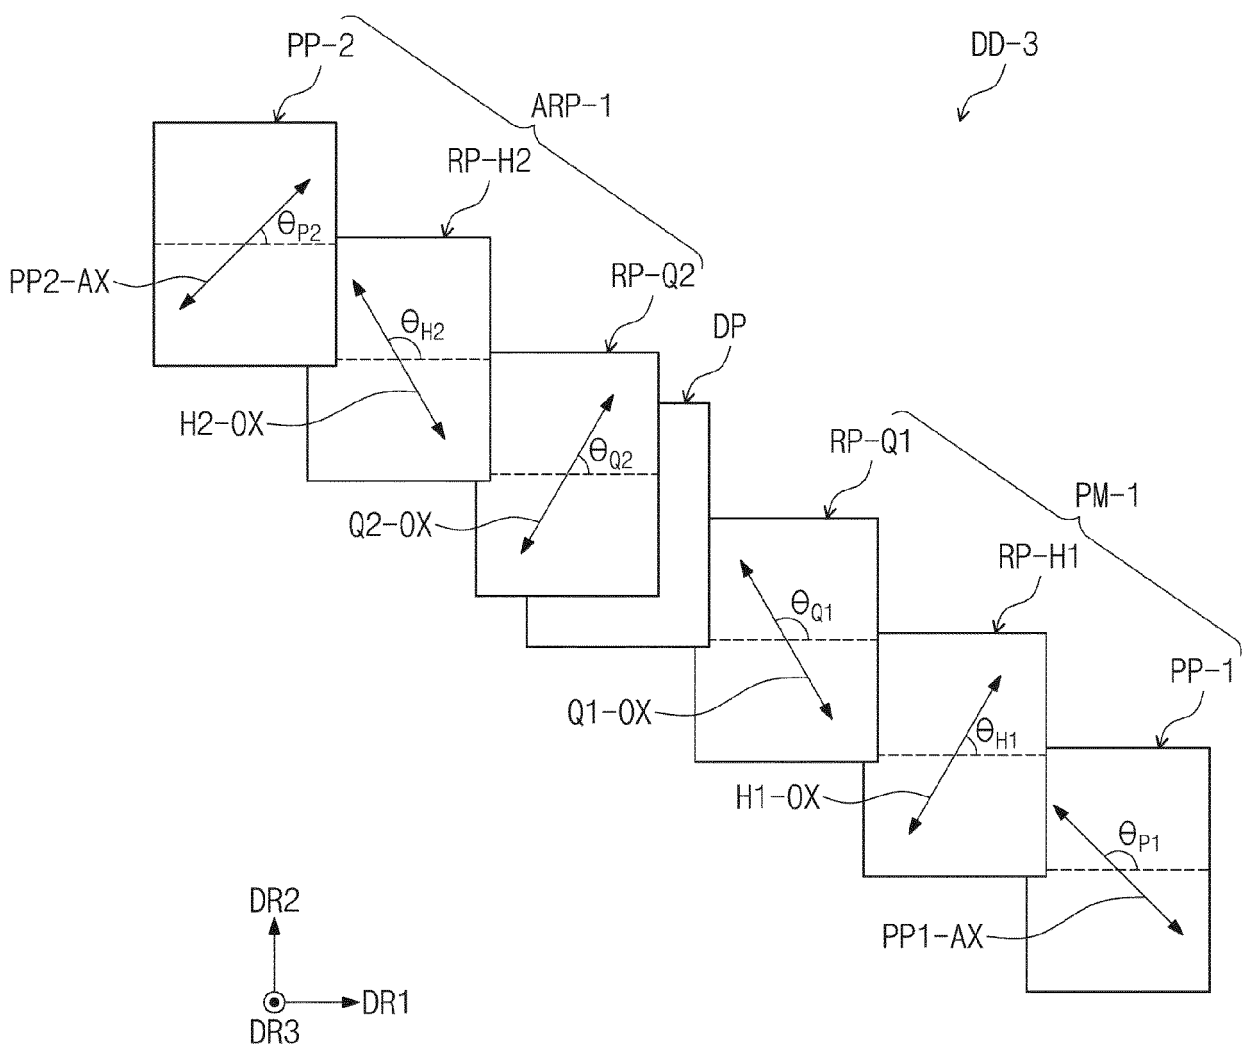 PP-2
DD-3
ARP-1
RP-H2
θP2
PP2-AX
RP-Q2
θH2
DP
H2-OX
RP-Q1
θQ2
PM-1
Q2-OX
RP-H1
θQ1
PP-1
Q1-OX
θH1
H1-OX
θP1
DR2
PP1-AX
DR1
DR3